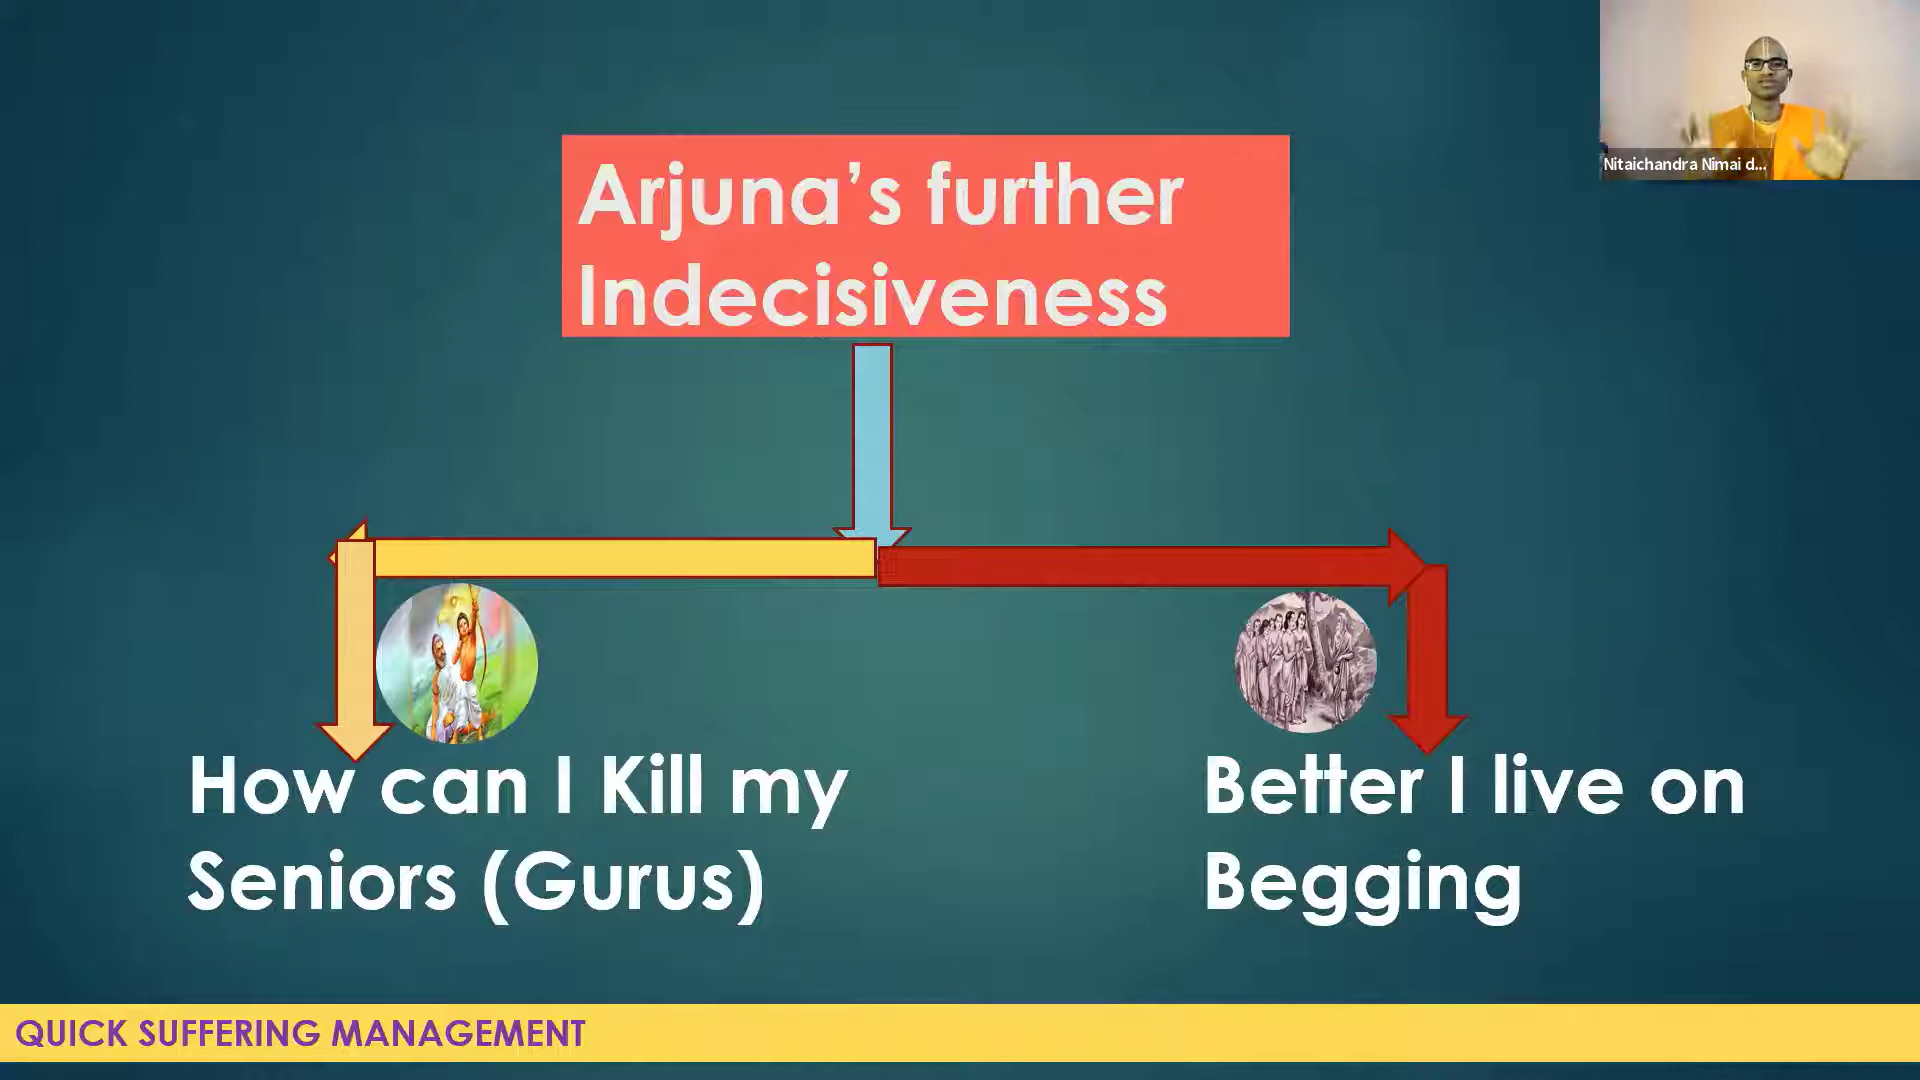 Arjuna’s further
Indecisiveness
Nitaichandra Nimai d...
How can I Kill my
Seniors (Gurus)
Better I live on
Begging
QUICK SUFFERING MANAGEMENT